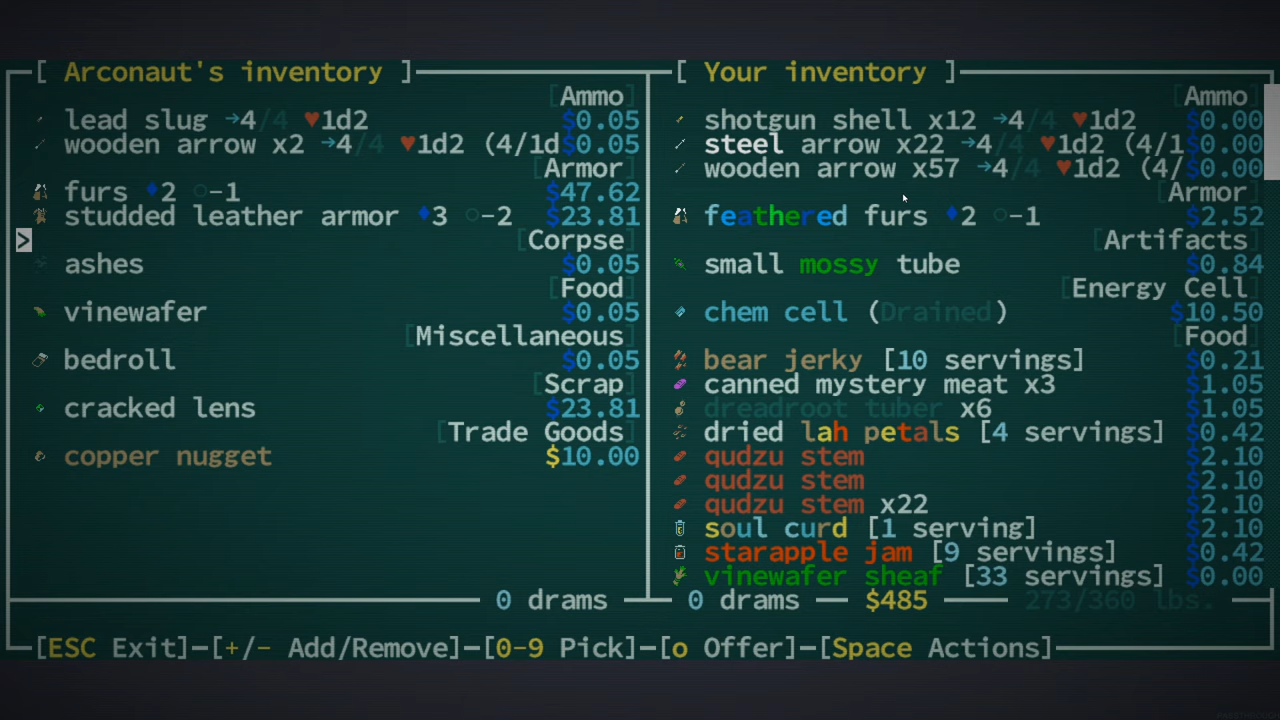 [ Arconaut's inventory ]
[Ammo]
lead slug →4/4 ♥1d2 $0.05
wooden arrow x2 →4/4 ♥1d2 (4/1d $0.05
[Armor]
furs ♦2 ○-1 $47.62
studded leather armor ♦3 ○-2 $23.81
> [Corpse]
ashes $0.05
[Food]
vinewafer $0.05
[Miscellaneous]
bedroll $0.05
[Scrap]
cracked lens $23.81
[Trade Goods]
copper nugget $10.00
0 drams
[ Your inventory ]
[Ammo]
shotgun shell x12 →4/4 ♥1d2 $0.00
steel arrow x22 →4/4 ♥1d2 (4/1 $0.00
wooden arrow x57 →4/4 ♥1d2 (4/ $0.00
[Armor]
feathered furs ♦2 ○-1 $2.52
[Artifacts]
small mossy tube $0.84
[Energy Cell]
chem cell (Drained) $10.50
[Food]
bear jerky [10 servings] $0.21
canned mystery meat x3 $1.05
dreadroot tuber x6 $1.05
dried lah petals [4 servings] $0.42
qudzu stem $2.10
qudzu stem $2.10
qudzu stem x22 $2.10
soul curd [1 serving] $2.10
starapple jam [9 servings] $0.42
vinewafer sheaf [33 servings] $0.00
0 drams $485 273/360 lbs.
[ESC Exit]-[+/- Add/Remove]-[0-9 Pick]-[o Offer]-[Space Actions]